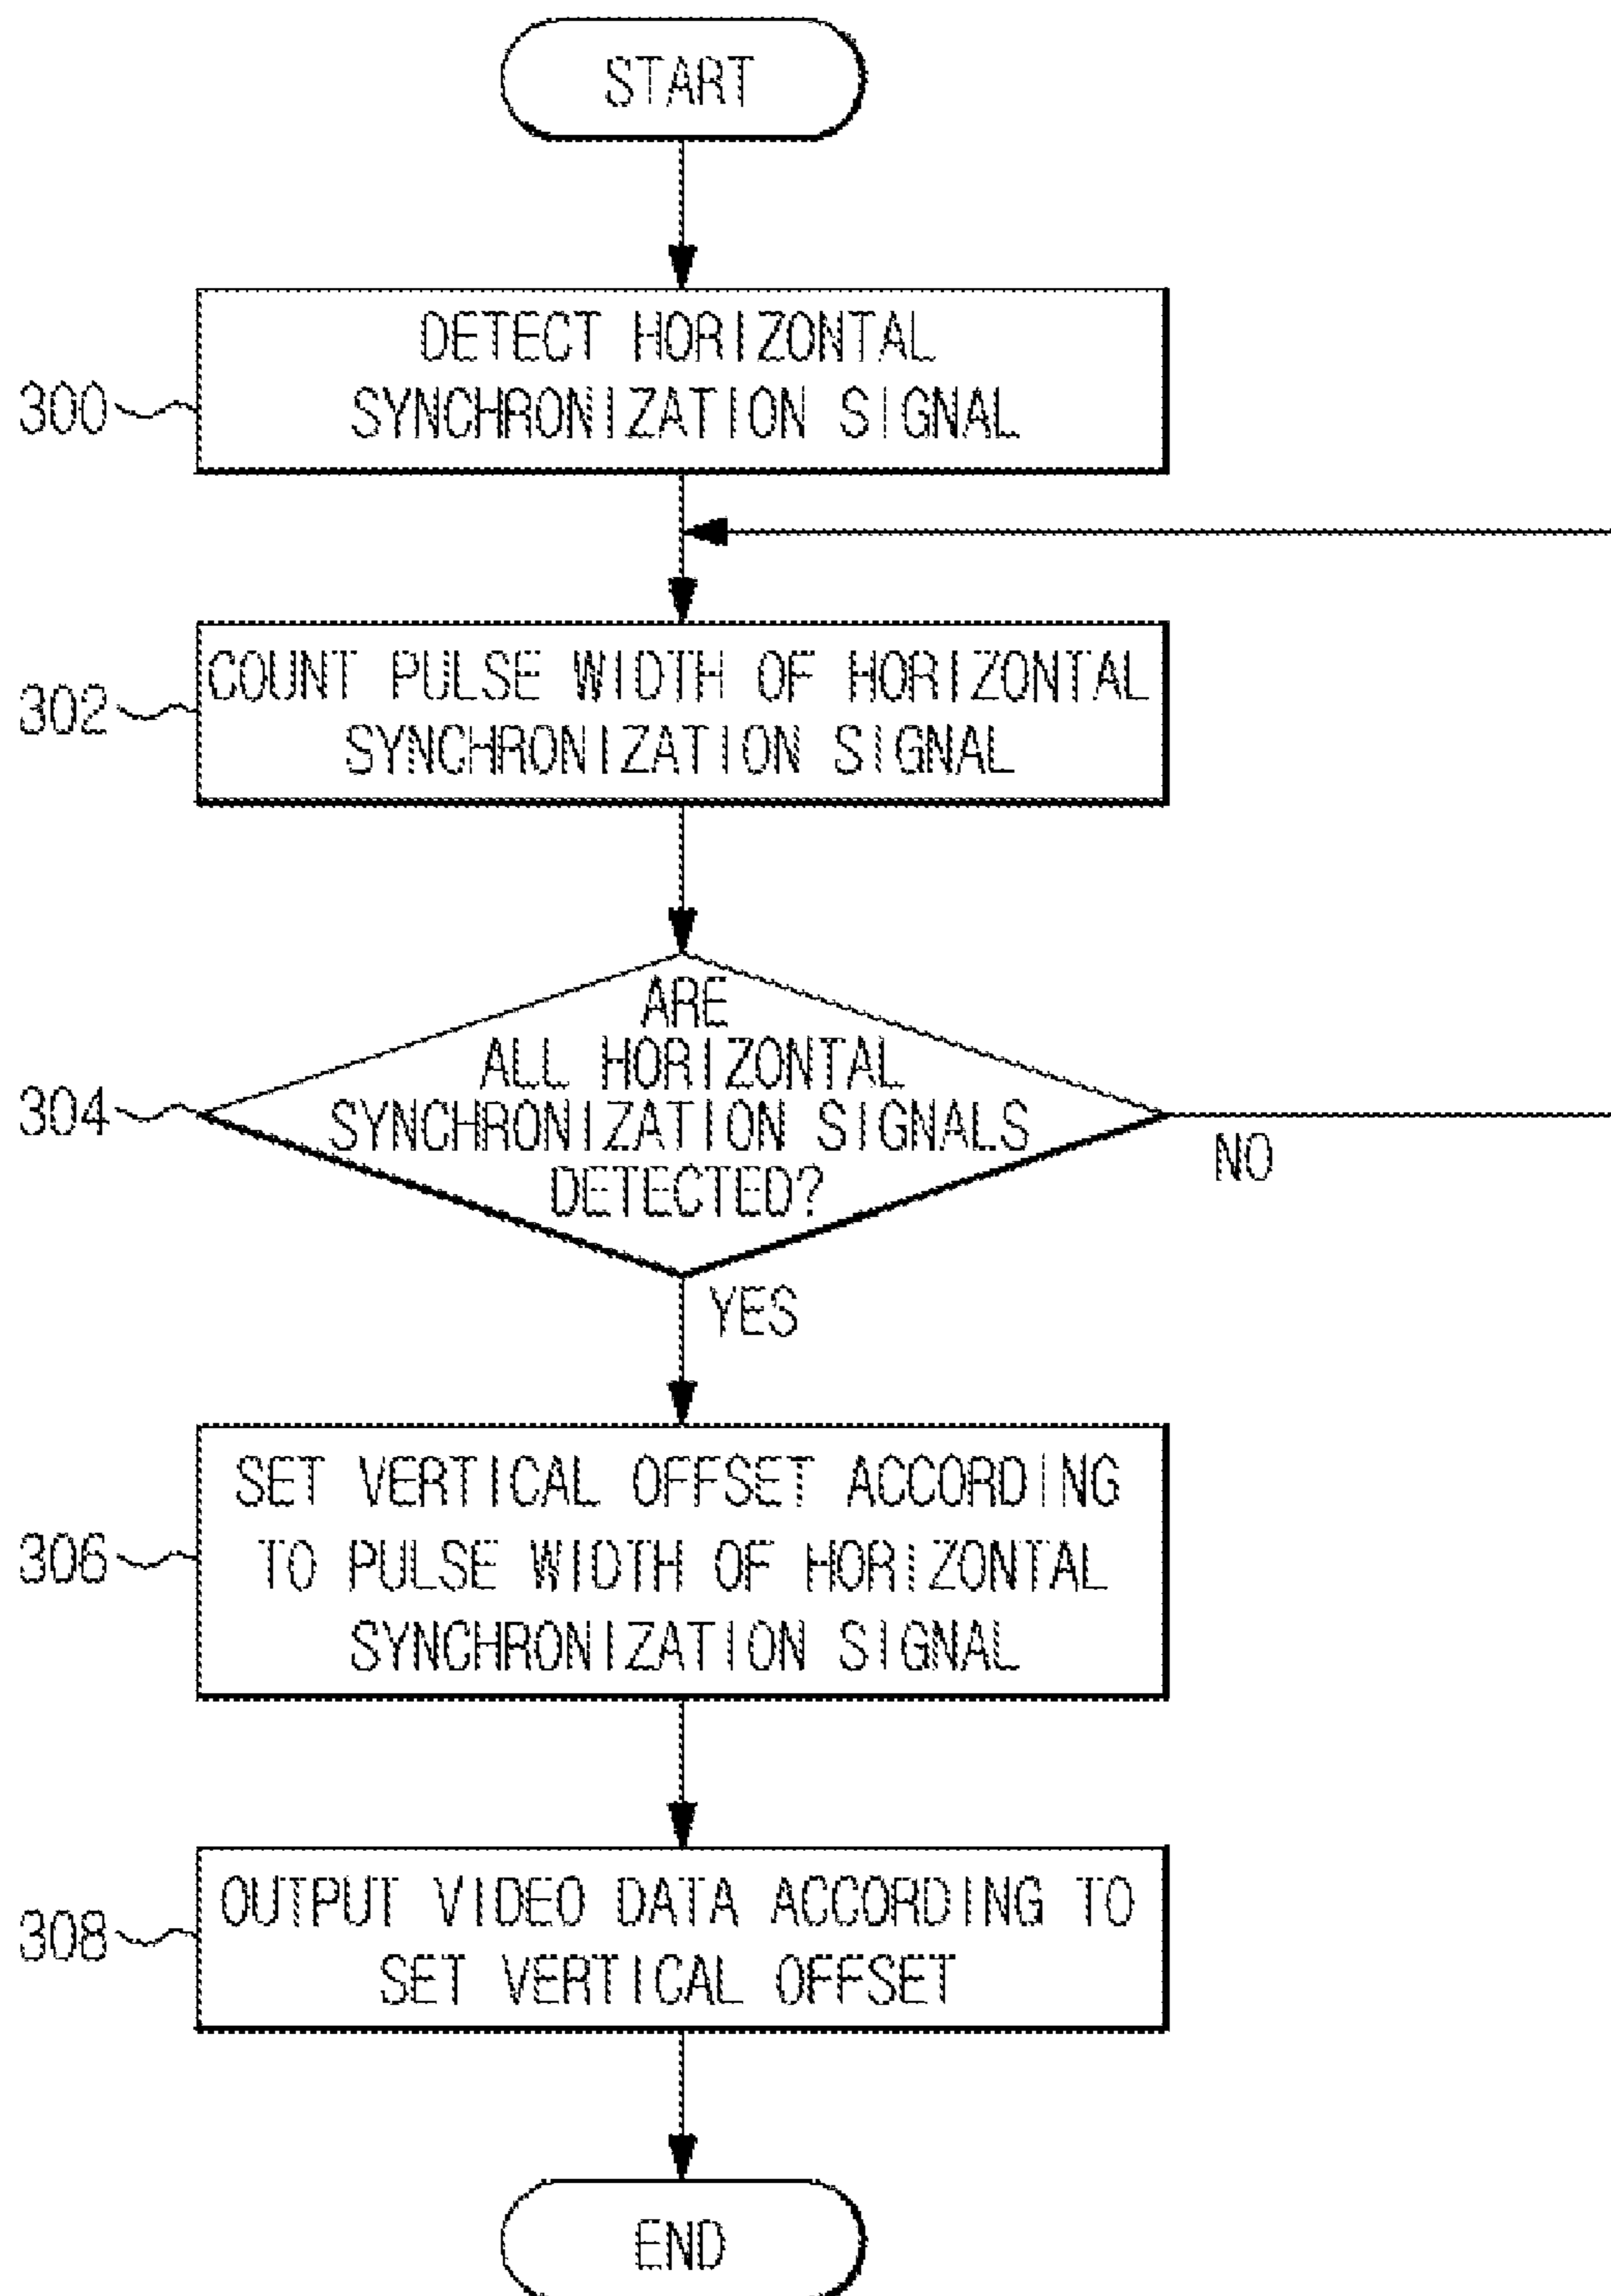 START
DETECT HORIZONTAL
SYNCHRONIZATION SIGNAL
300
COUNT PULSE WIDTH OF HORIZONTAL
SYNCHRONIZATION SIGNAL
302
ARE
ALL HORIZONTAL
SYNCHRONIZATION SIGNALS
DETECTED?
304
NO
YES
SET VERTICAL OFFSET ACCORDING
TO PULSE WIDTH OF HORIZONTAL
SYNCHRONIZATION SIGNAL
306
OUTPUT VIDEO DATA ACCORDING TO
SET VERTICAL OFFSET
308
END